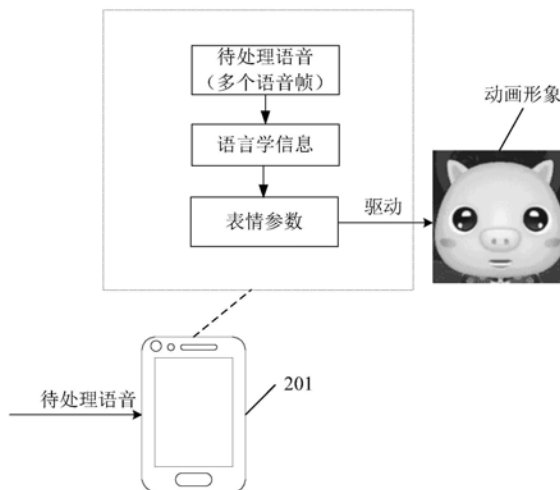 待处理语音
（多个语音帧）
语言学信息
表情参数
驱动
动画形象
待处理语音
201